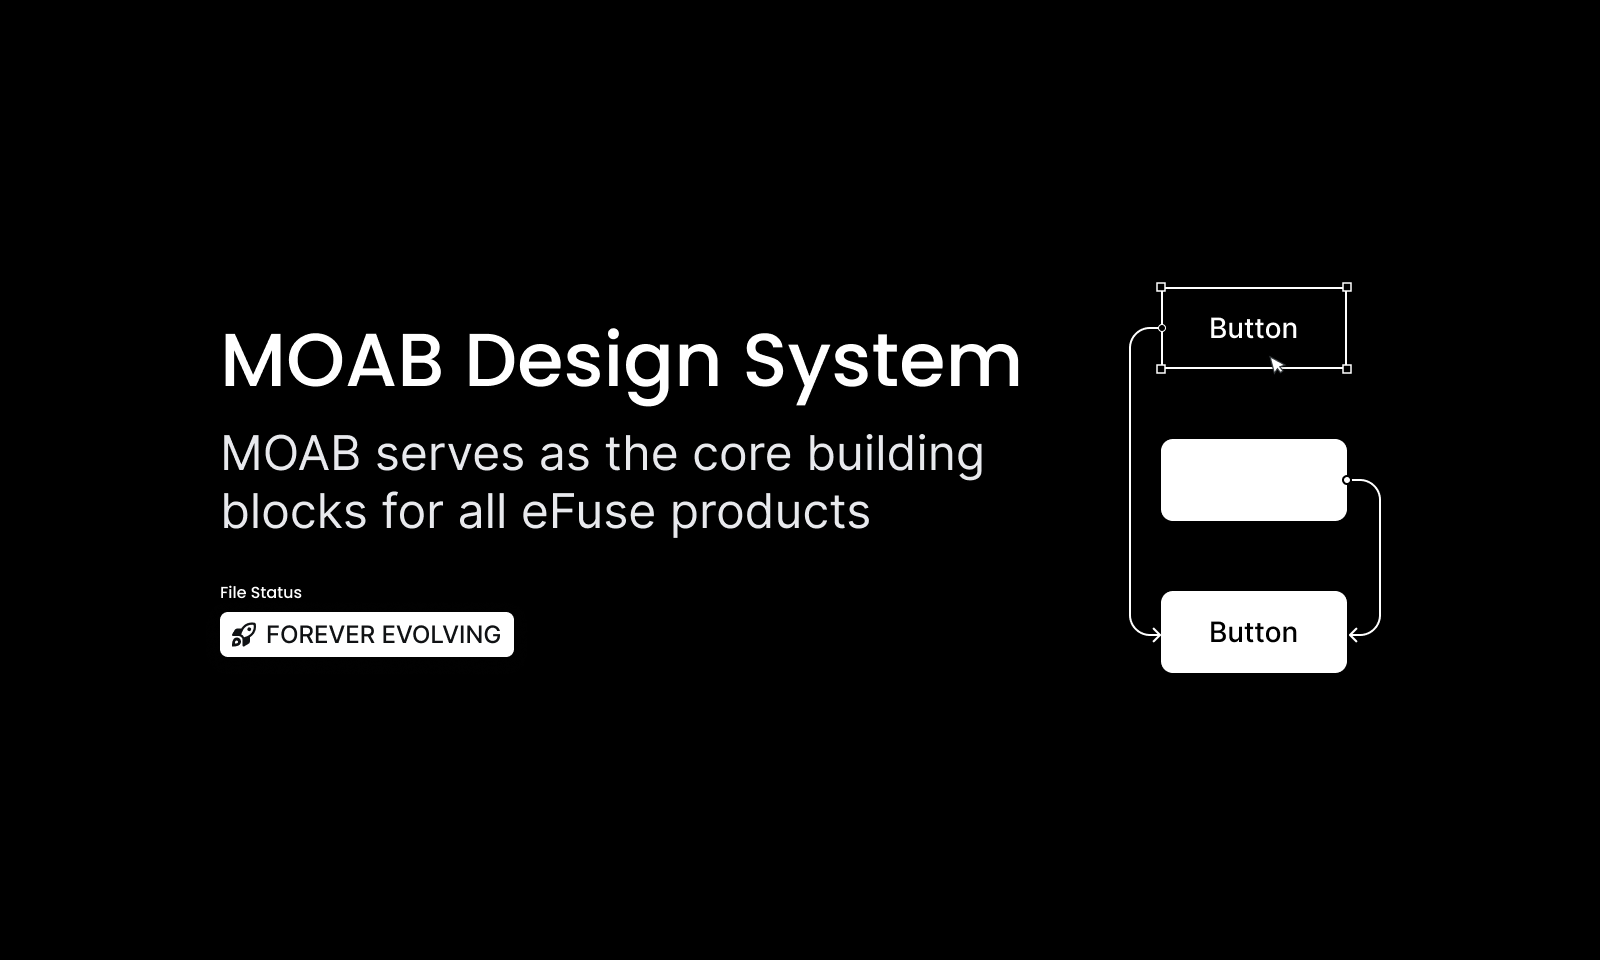 MOAB Design System
MOAB serves as the core building
blocks for all eFuse products
File Status
FOREVER EVOLVING
Button
Button